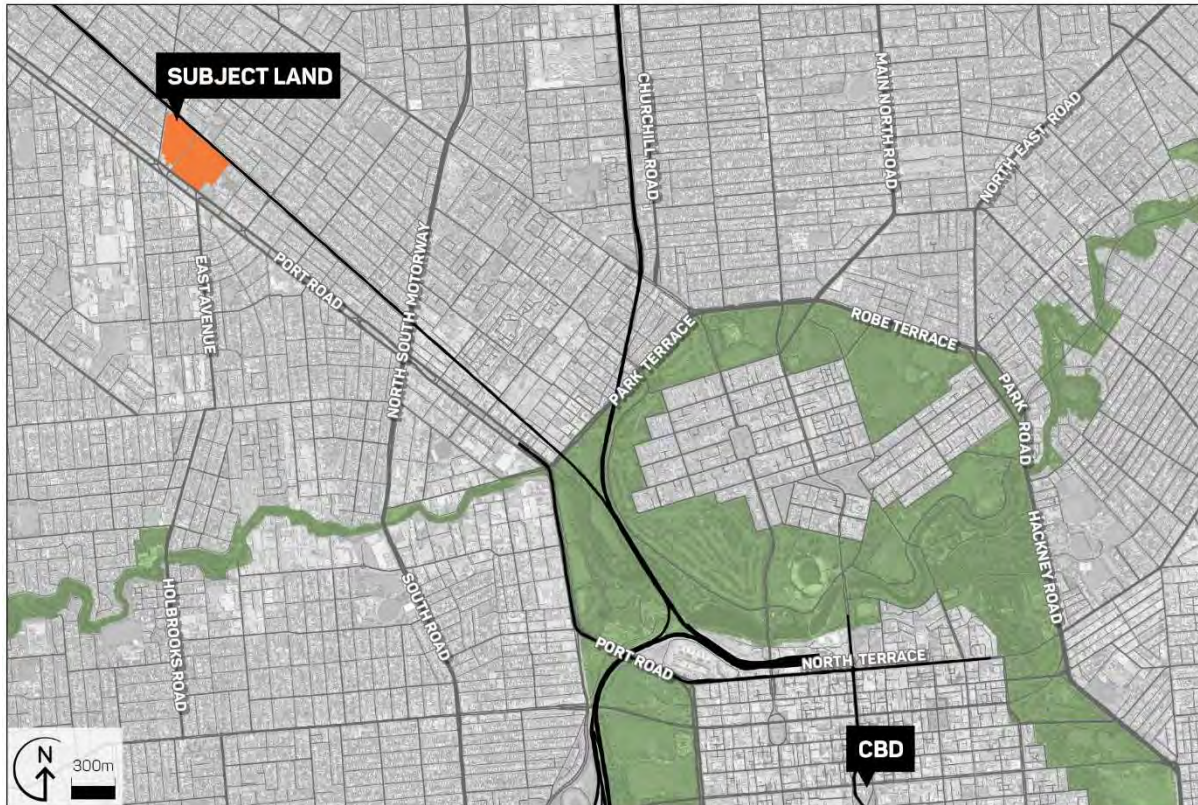 SUBJECT LAND
CHURCHILL ROAD
MAIN NORTH ROAD
NORTH EAST ROAD
EAST AVENUE
PORT ROAD
NORTH SOUTH MOTORWAY
PARK TERRACE
ROBE TERRACE
PARK ROAD
HACKNEY ROAD
HOLBROOKS ROAD
SOUTH ROAD
PORT ROAD
NORTH TERRACE
CBD
N
300m